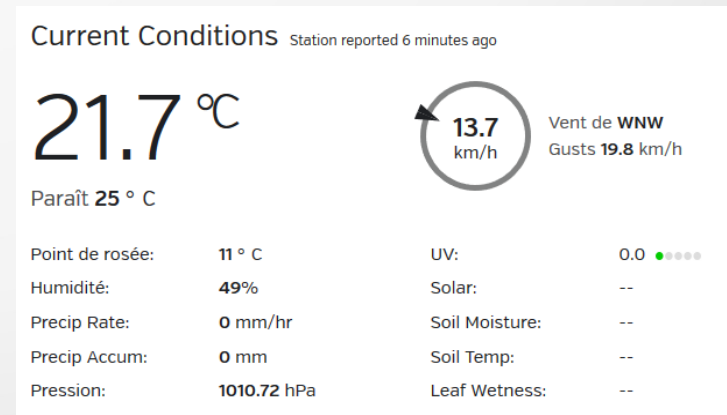 Current Conditions Station reported 6 minutes ago
21.7 °C
Paraît 25 ° C
13.7
km/h
Vent de WNW
Gusts 19.8 km/h
Point de rosée: 11 ° C
Humidité: 49%
Precip Rate: 0 mm/hr
Precip Accum: 0 mm
Pression: 1010.72 hPa
UV: 0.0
Solar: --
Soil Moisture: --
Soil Temp: --
Leaf Wetness: --